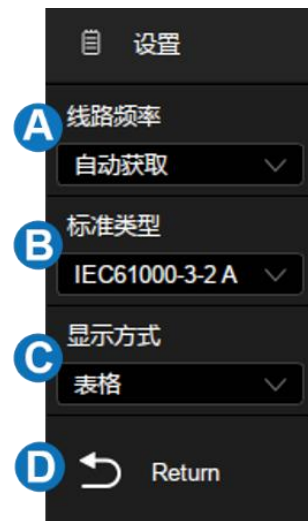 设置
A
线路频率
自动获取
B
标准类型
IEC61000-3-2 A
C
显示方式
表格
D
Return